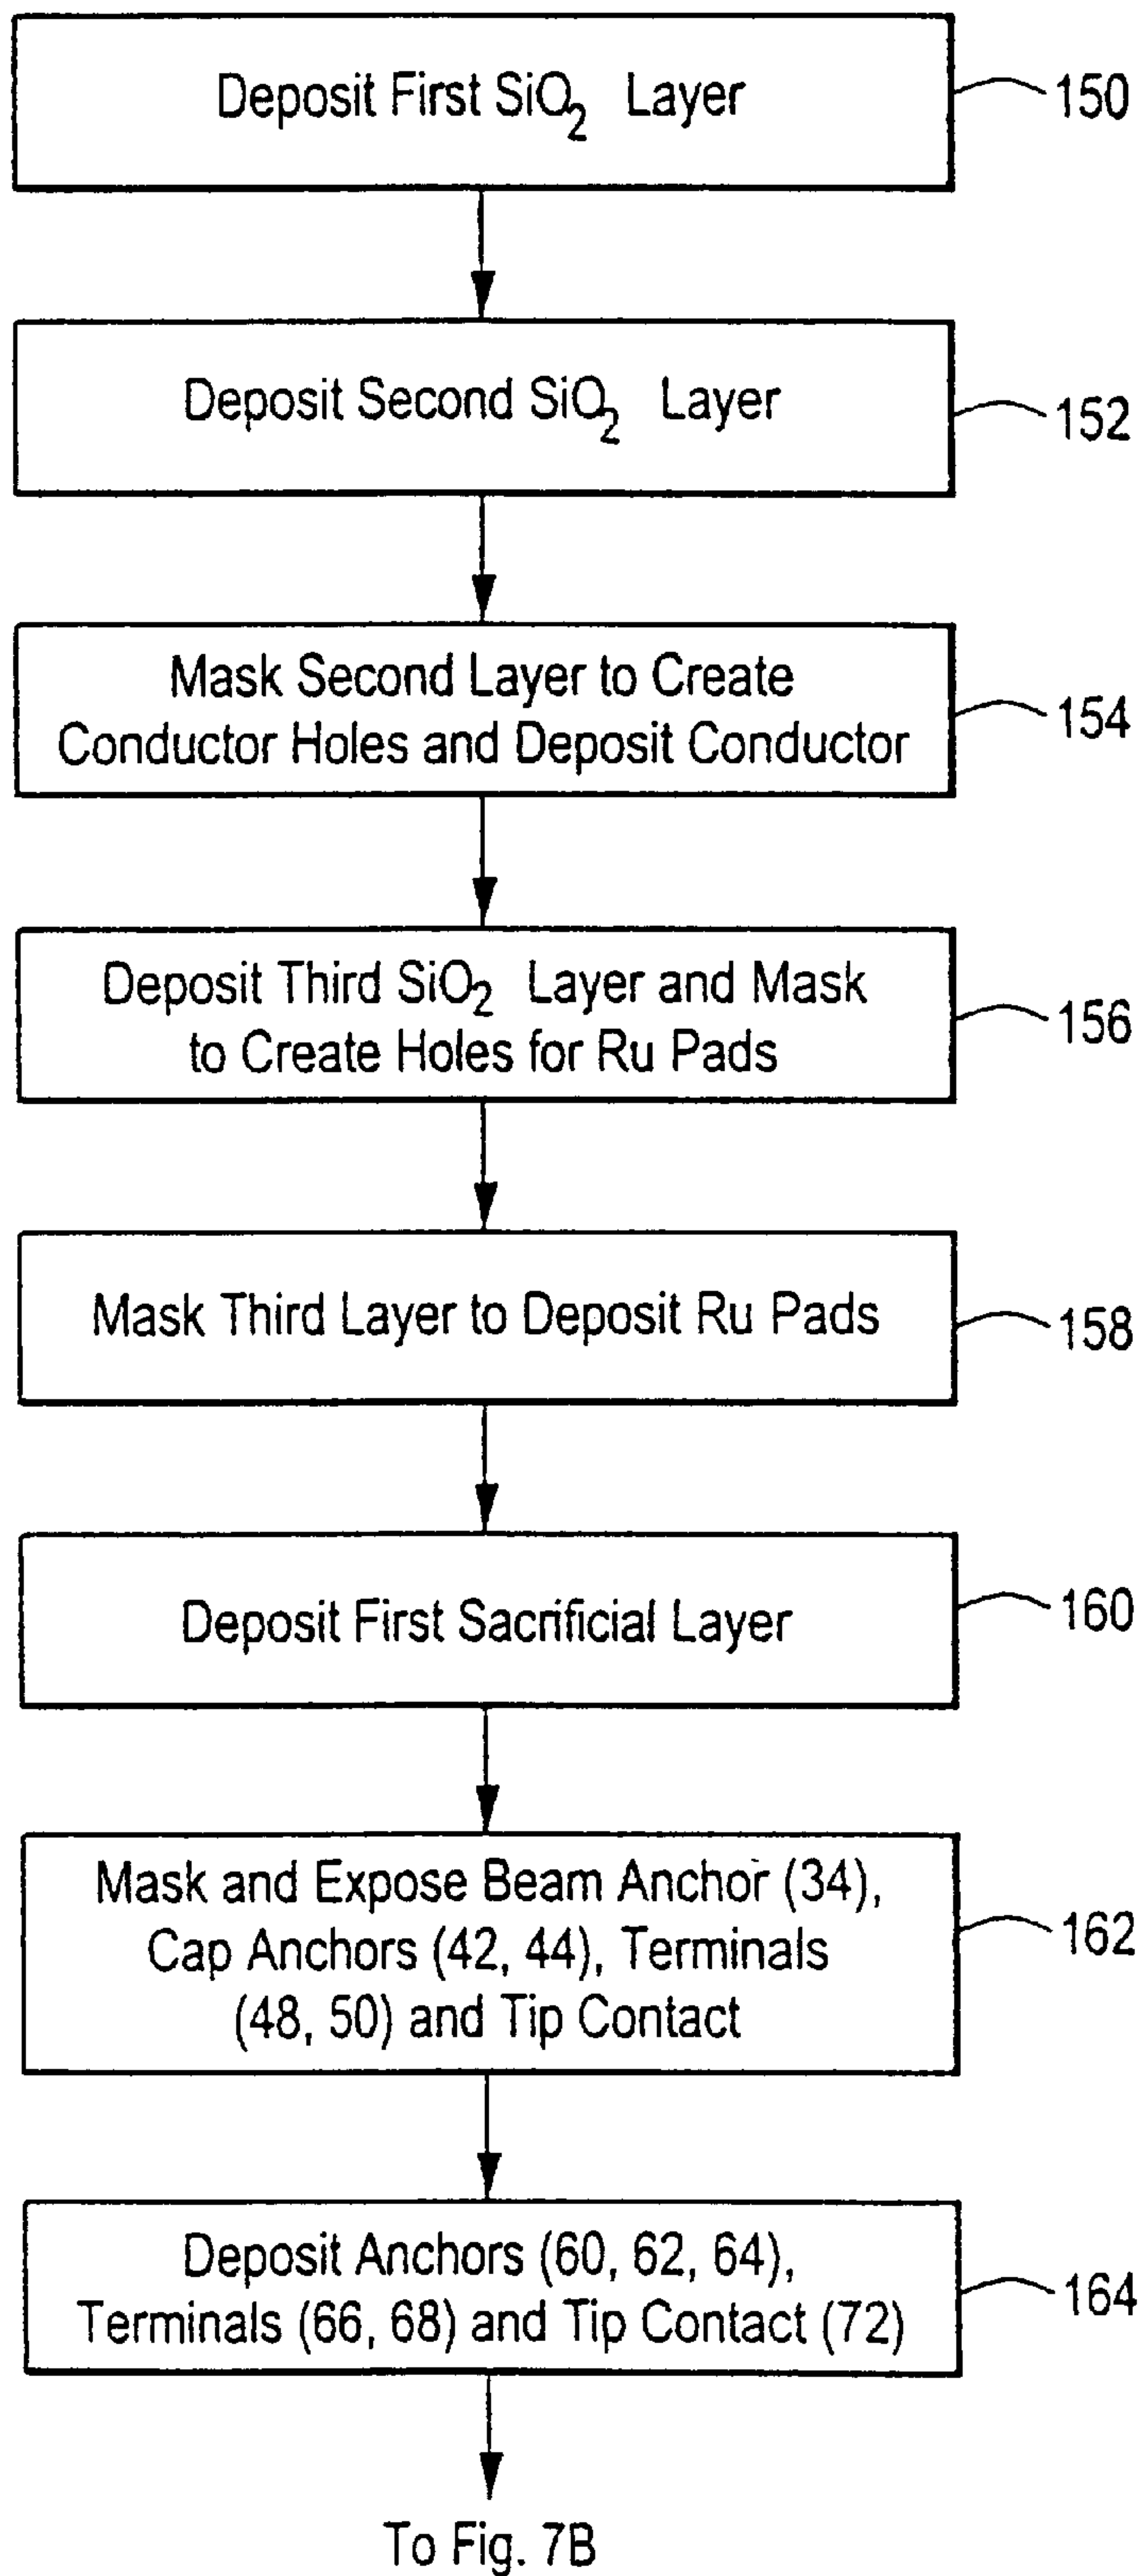 Deposit First SiO₂ Layer
150
Deposit Second SiO₂ Layer
152
Mask Second Layer to Create
Conductor Holes and Deposit Conductor
154
Deposit Third SiO₂ Layer and Mask
to Create Holes for Ru Pads
156
Mask Third Layer to Deposit Ru Pads
158
Deposit First Sacrificial Layer
160
Mask and Expose Beam Anchor (34),
Cap Anchors (42, 44), Terminals
(48, 50) and Tip Contact
162
Deposit Anchors (60, 62, 64),
Terminals (66, 68) and Tip Contact (72)
164
To Fig. 7B